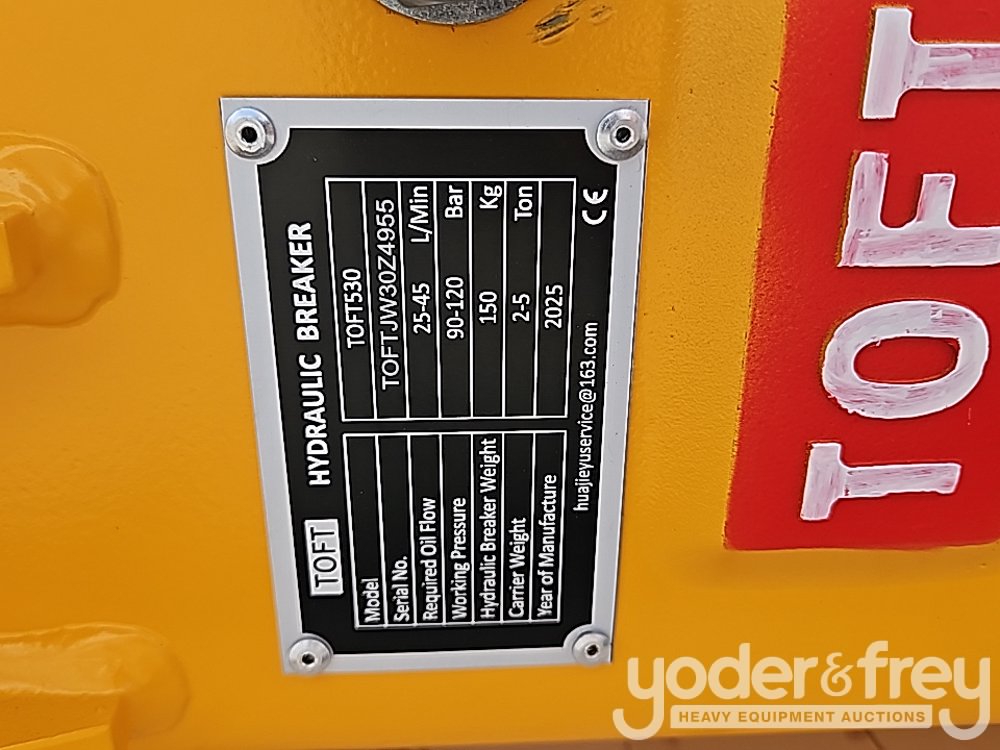 TOFT HYDRAULIC BREAKER
Model TOFT530
Serial No. TOFTJW30Z4955
Required Oil Flow 25-45 L/Min
Working Pressure 90-120 Bar
Hydraulic Breaker Weight 150 Kg
Carrier Weight 2-5 Ton
Year of Manufacture 2025
huajieyuservice@163.com CE
TOFT
yoder&frey
HEAVY EQUIPMENT AUCTIONS